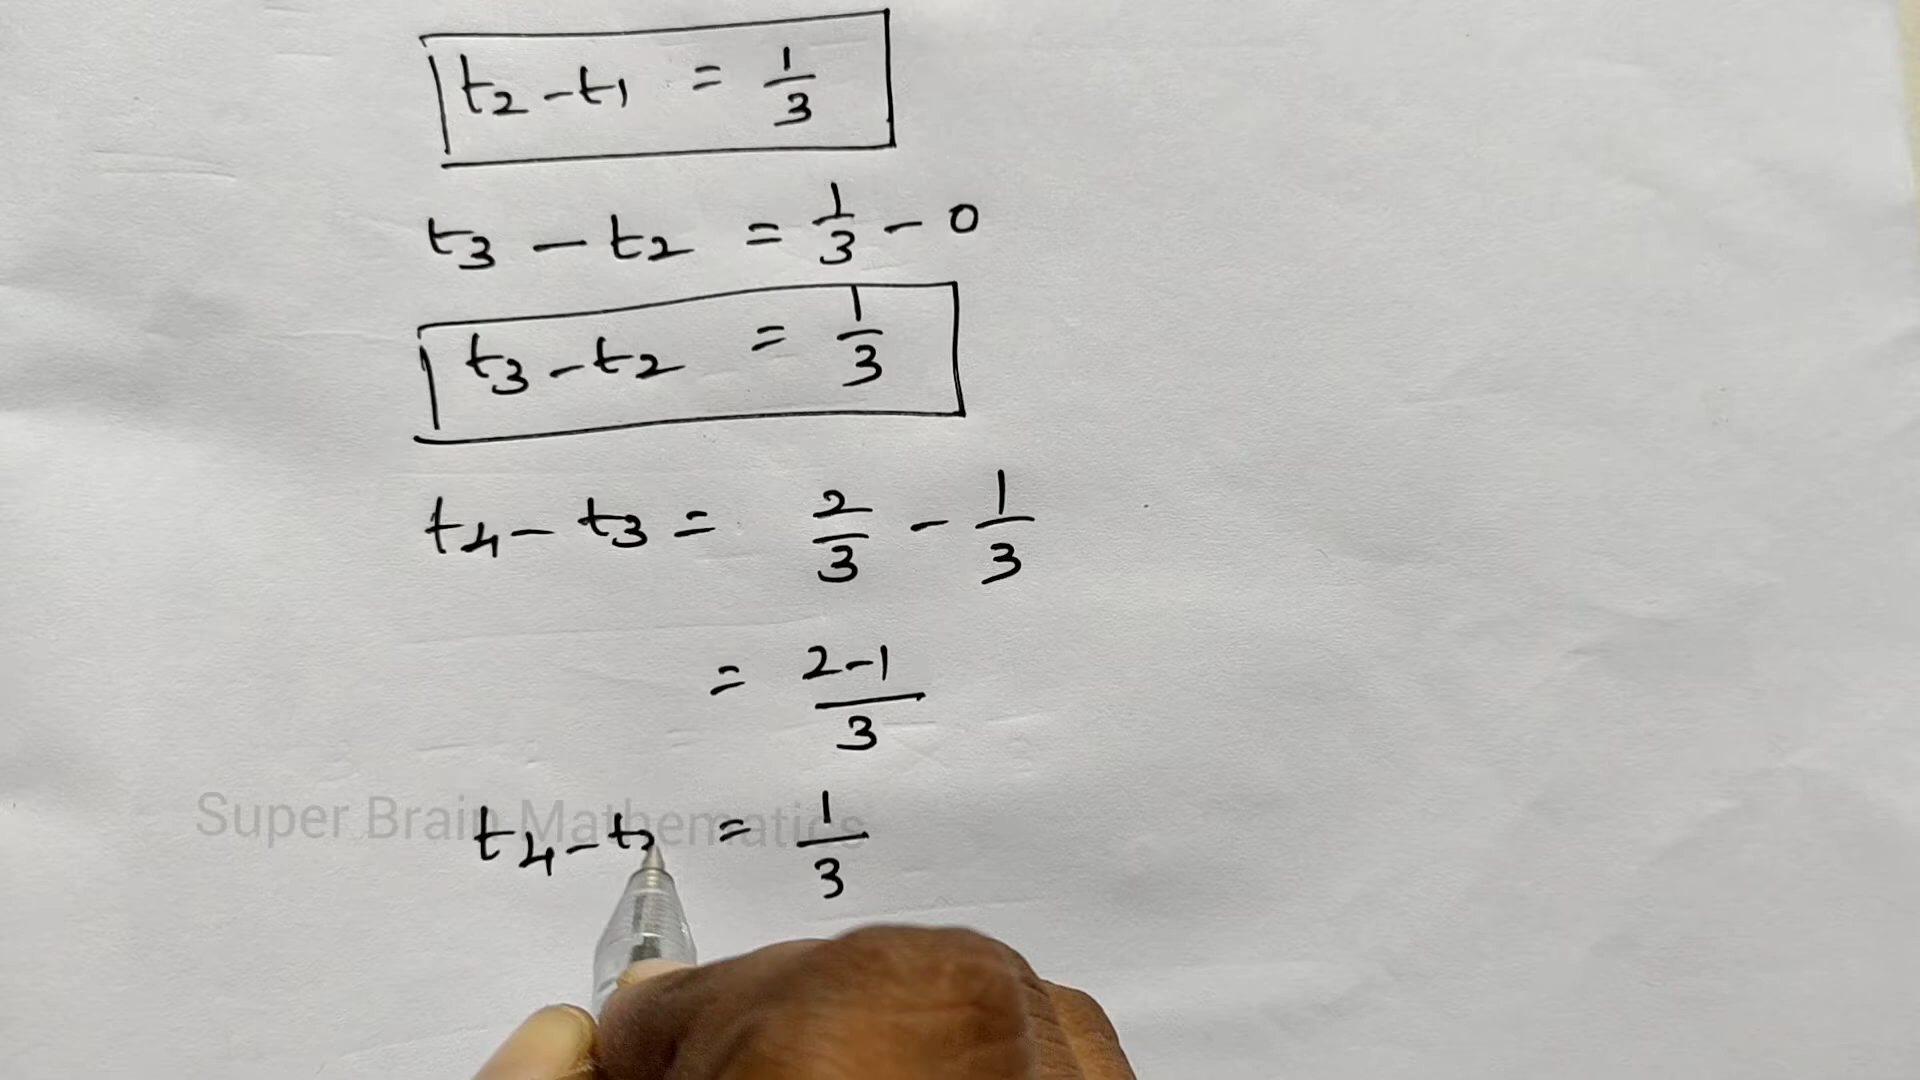 t2 - t1 = 1/3
t3 - t2 = 1/3 - 0
t3 - t2 = 1/3
t4 - t3 = 2/3 - 1/3
= 2-1/3
Super Brain Mathematics
t4 - t = 1/3